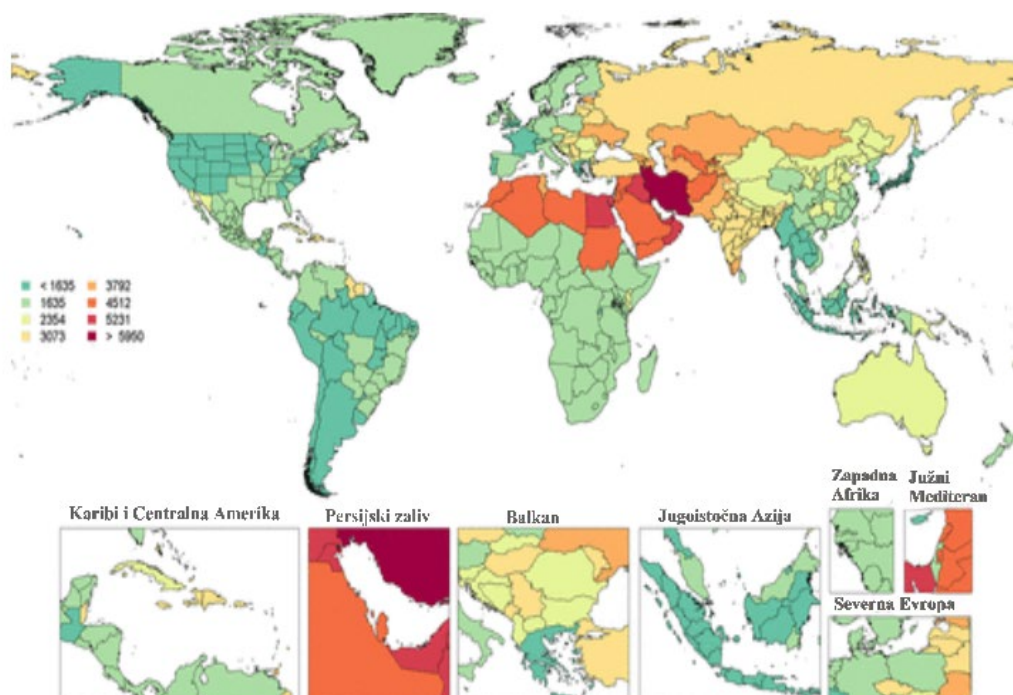 < 1635 3792
1635 4512
2354 5231
3073 > 5950
Zapadna Južni
Afrika Mediteran
Karibi i Centralna Amerika Persijski zaliv Balkan Jugoistočna Azija
Severna Evropa